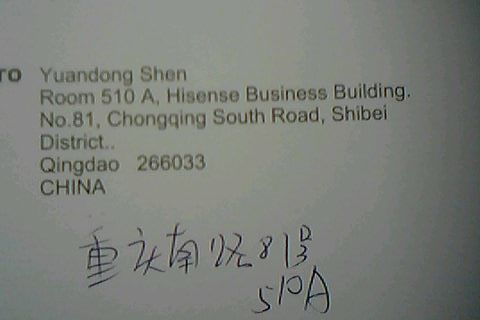 TO Yuandong Shen
Room 510 A, Hisense Business Building.
No.81, Chongqing South Road, Shibei
District..
Qingdao 266033
CHINA
重庆南路81
510A